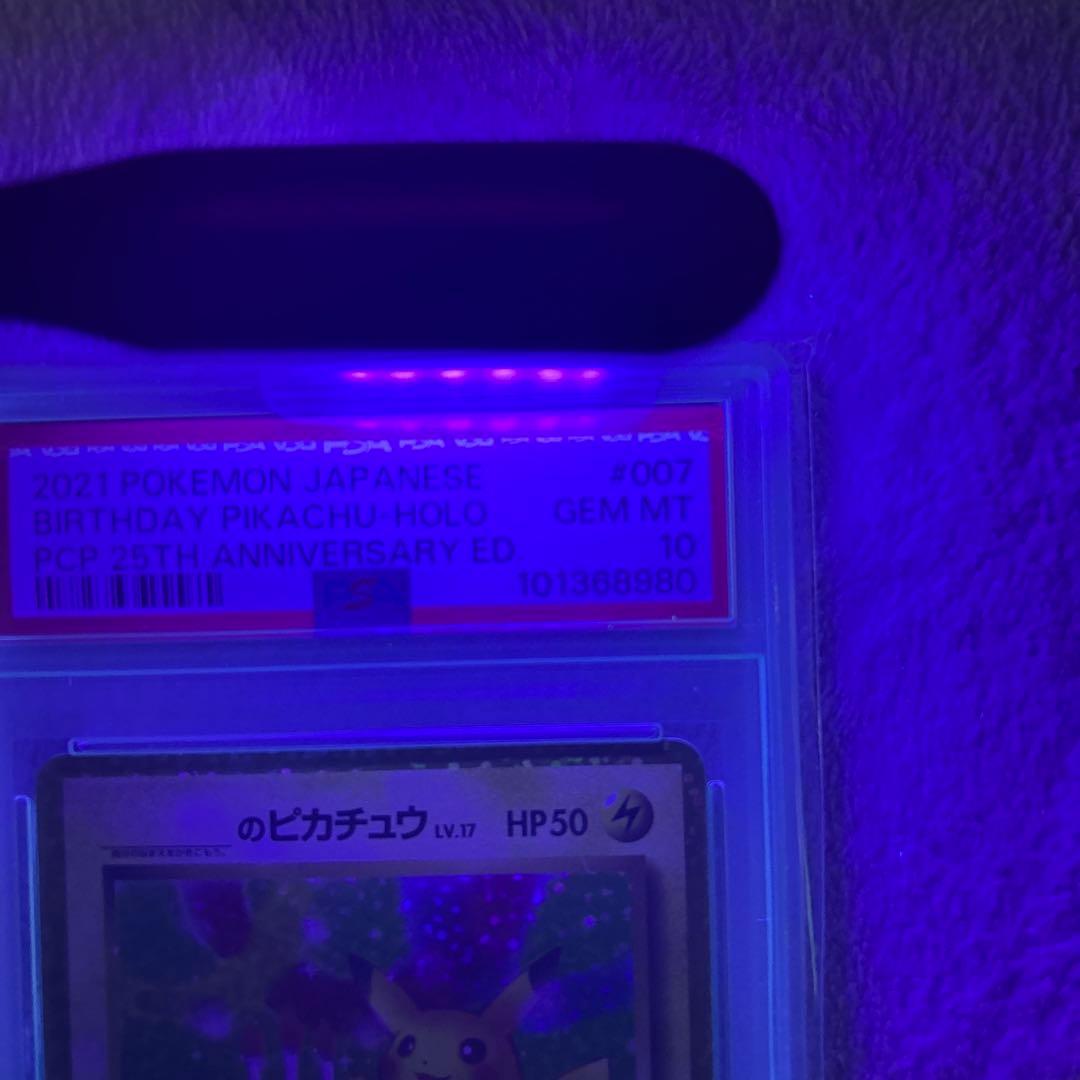 2021 POKEMON JAPANESE #007
BIRTHDAY PIKACHU-HOLO GEM MT
PCP 25TH ANNIVERSARY ED. 10
101368980
PSA
のピカチュウ LV.17 HP50